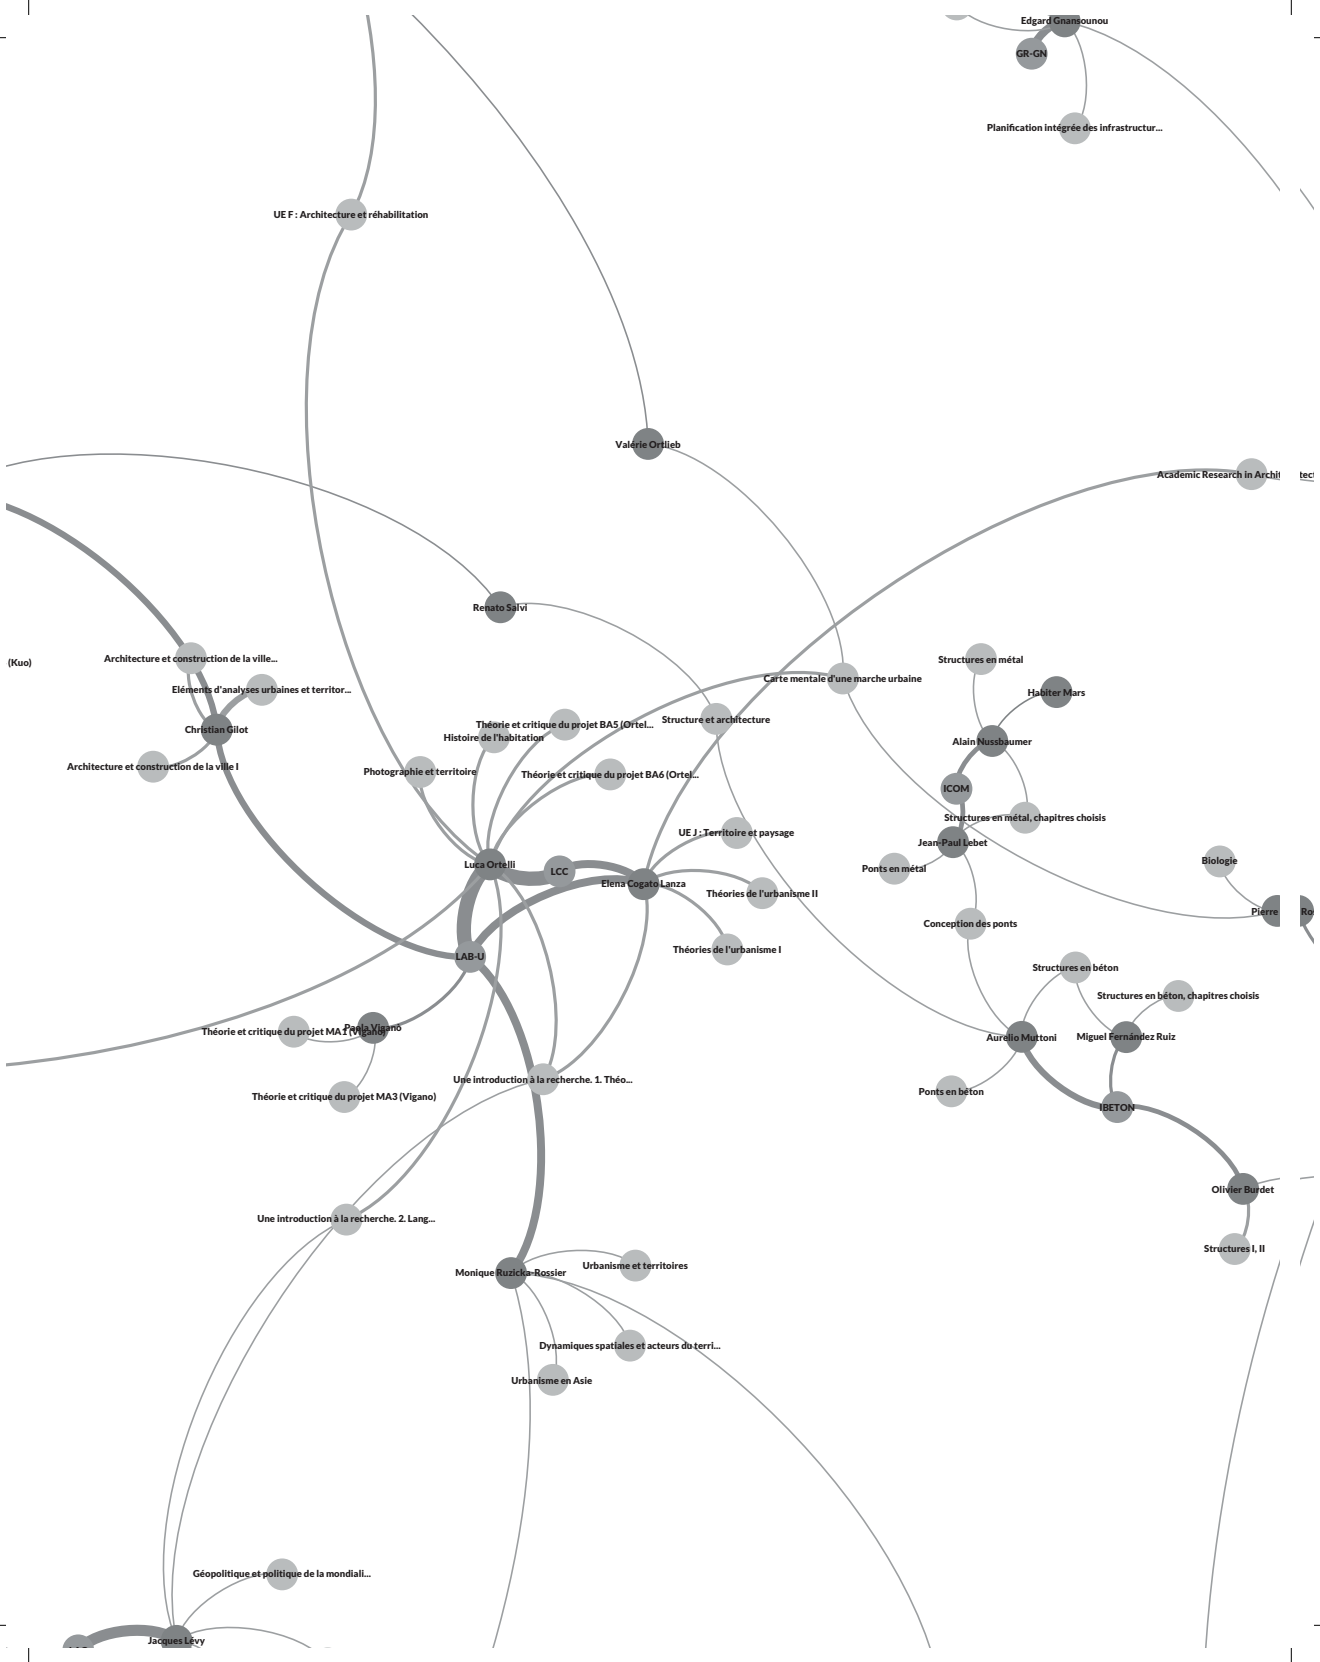 Edgard Gnansounou
GR-GN
Planification intégrée des infrastructur...
UE F : Architecture et réhabilitation
Valérie Ortlieb
Academic Research in Archi
tect
Renato Salvi
(Kuo)
Architecture et construction de la ville...
Eléments d'analyses urbaines et territor...
Christian Gilot
Architecture et construction de la ville I
Carte mentale d'une marche urbaine
Structures en métal
Habiter Mars
Théorie et critique du projet BA5 (Ortel...
Structure et architecture
Histoire de l'habitation
Alain Nussbaumer
Photographie et territoire
Théorie et critique du projet BA6 (Ortel...
ICOM
Structures en métal, chapitres choisis
UE J : Territoire et paysage
Jean-Paul Lebet
Luca Ortelli
LCC
Ponts en métal
Biologie
Elena Cogato Lanza
Théories de l'urbanisme II
Pierre
Ro
Conception des ponts
Théories de l'urbanisme I
LAB-U
Structures en béton
Structures en béton, chapitres choisis
Paola Viganò
Théorie et critique du projet MA1 (Vigano)
Aurelio Muttoni
Miguel Fernández Ruiz
Une introduction à la recherche. 1. Théo...
Théorie et critique du projet MA3 (Vigano)
Ponts en béton
IBETON
Olivier Burdet
Une introduction à la recherche. 2. Lang...
Structures I, II
Urbanisme et territoires
Monique Ruzicka-Rossier
Dynamiques spatiales et acteurs du terri...
Urbanisme en Asie
Géopolitique et politique de la mondiali...
Jacques Lévy